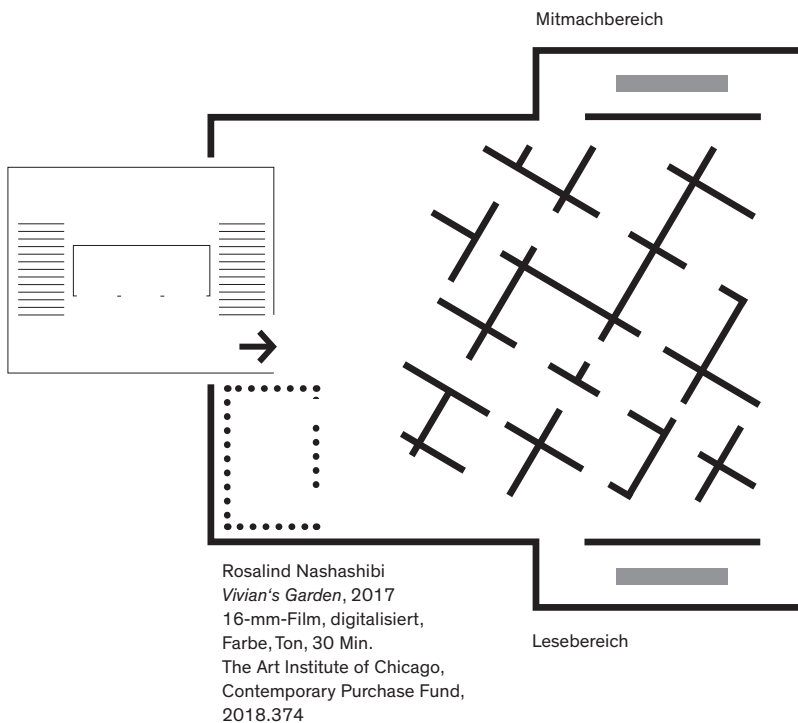 Mitmachbereich
Rosalind Nashashibi
Vivian‘s Garden, 2017
16-mm-Film, digitalisiert,
Farbe, Ton, 30 Min.
The Art Institute of Chicago,
Contemporary Purchase Fund,
2018.374
Lesebereich